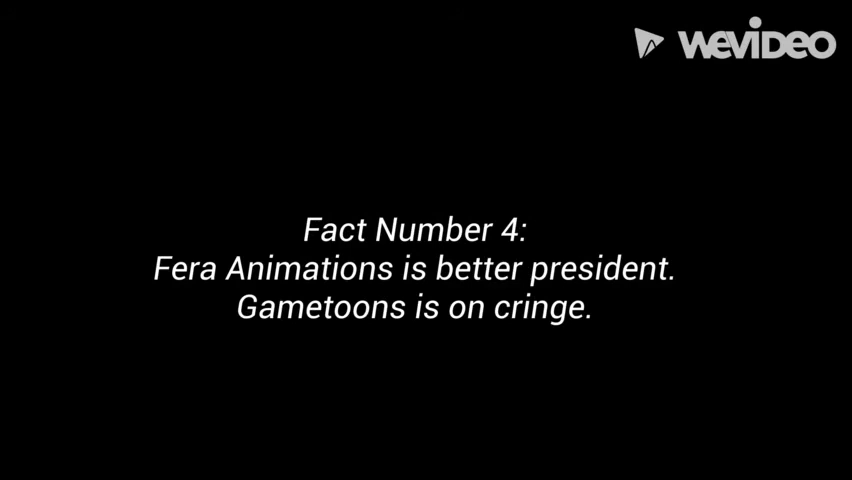 WEVIDEO
Fact Number 4:
Fera Animations is better president.
Gametoons is on cringe.